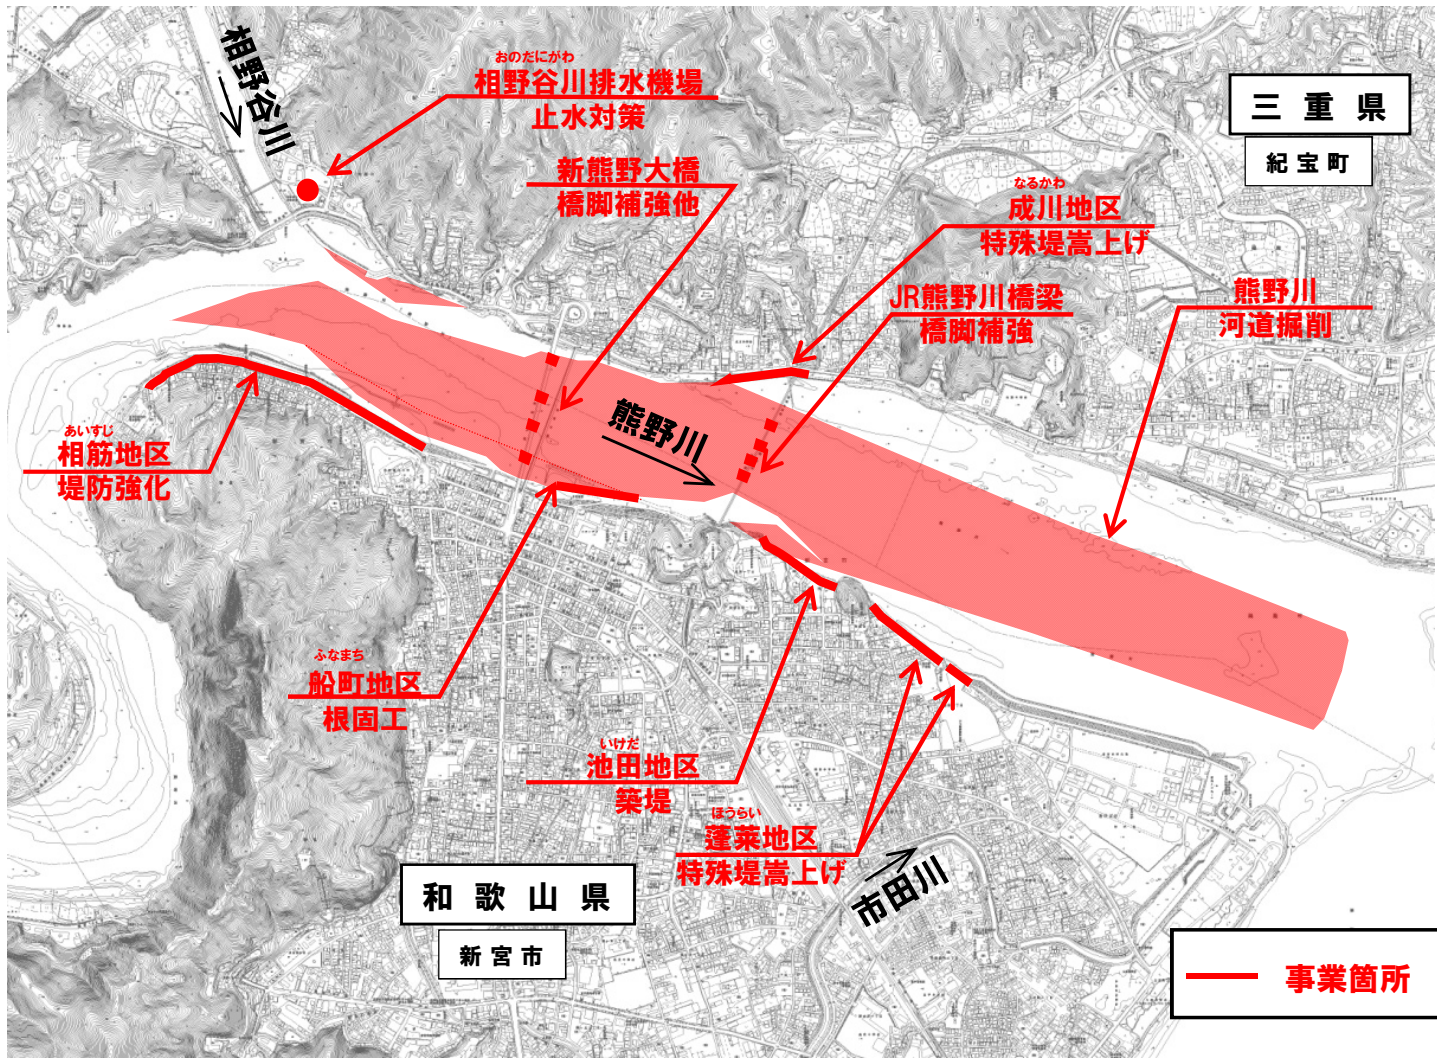 相野谷川
おのだにがわ
相野谷川排水機場
止水対策
三重県
紀宝町
新熊野大橋
橋脚補強他
なるかわ
成川地区
特殊堤嵩上げ
JR熊野川橋梁
橋脚補強
熊野川
河道掘削
熊野川
あいすじ
相筋地区
堤防強化
ふなまち
船町地区
根固工
いけだ
池田地区
築堤
ほうらい
蓬莱地区
特殊堤嵩上げ
市田川
和歌山県
新宮市
事業箇所